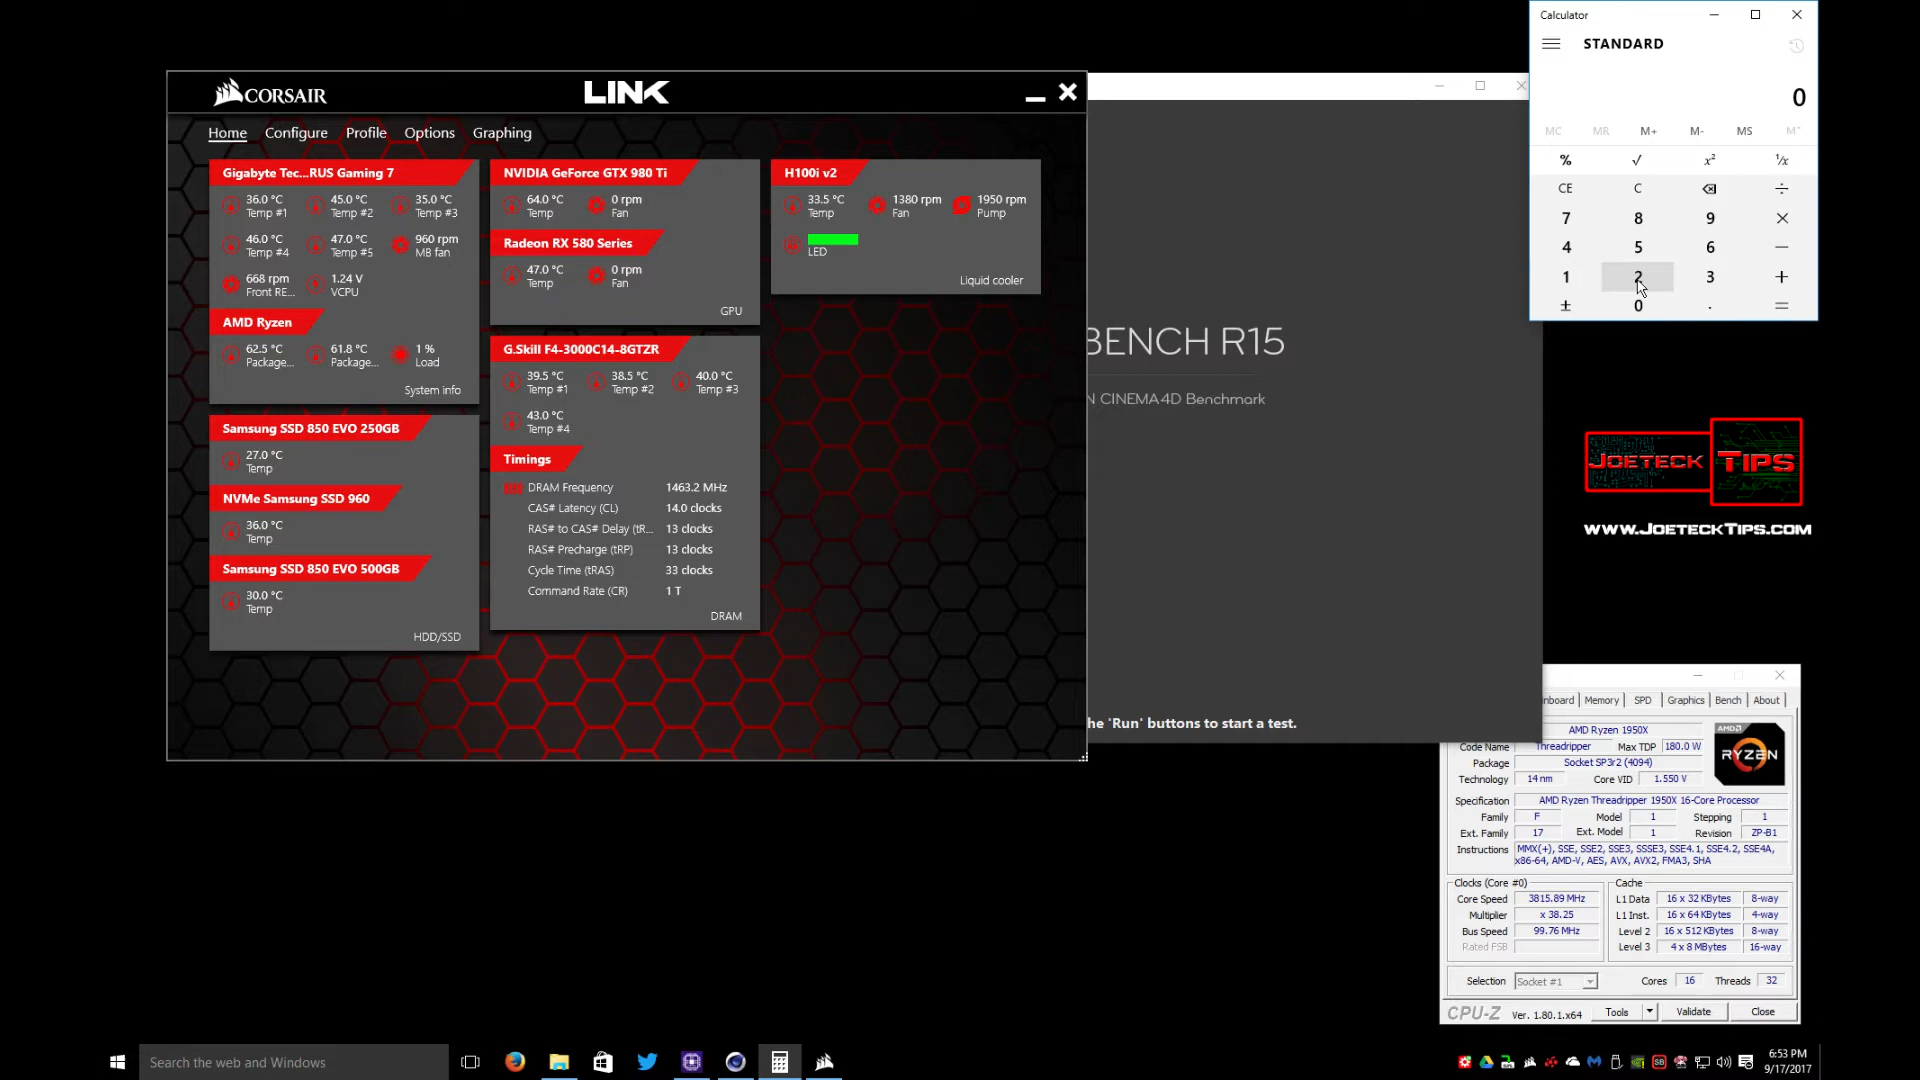 CORSAIR
LINK
Home Configure Profile Options Graphing
Gigabyte Tec...RUS Gaming 7
36.0 °C
Temp #1
45.0 °C
Temp #2
35.0 °C
Temp #3
46.0 °C
Temp #4
47.0 °C
Temp #5
960 rpm
MB fan
668 rpm
Front RE...
1.24 V
VCPU
AMD Ryzen
62.5 °C
Package...
61.8 °C
Package...
1 %
Load
System info
Samsung SSD 850 EVO 250GB
27.0 °C
Temp
NVMe Samsung SSD 960
36.0 °C
Temp
Samsung SSD 850 EVO 500GB
30.0 °C
Temp
HDD/SSD
NVIDIA GeForce GTX 980 Ti
64.0 °C
Temp
0 rpm
Fan
Radeon RX 580 Series
47.0 °C
Temp
0 rpm
Fan
GPU
G.Skill F4-3000C14-8GTZR
39.5 °C
Temp #1
38.5 °C
Temp #2
40.0 °C
Temp #3
43.0 °C
Temp #4
Timings
DRAM Frequency 1463.2 MHz
CAS# Latency (CL) 14.0 clocks
RAS# to CAS# Delay (tR... 13 clocks
RAS# Precharge (tRP) 13 clocks
Cycle Time (tRAS) 33 clocks
Command Rate (CR) 1 T
DRAM
H100i v2
33.5 °C
Temp
1380 rpm
Fan
1950 rpm
Pump
LED
Liquid cooler
BENCH R15
N CINEMA4D Benchmark
he 'Run' buttons to start a test.
Calculator
STANDARD
0
MC MR M+ M- MS M˅
% √ x² ¹/x
CE C ÷
7 8 9 ×
4 5 6 −
1 2 3 +
± 0 . =
JOETECK TIPS
WWW.JOETECKTIPS.COM
nboard Memory SPD Graphics Bench About
AMD Ryzen 1950X
Code Name Threadripper Max TDP 180.0 W
Package Socket SP3r2 (4094)
Technology 14 nm Core VID 1.550 V
AMD
RYZEN
Specification AMD Ryzen Threadripper 1950X 16-Core Processor
Family F Model 1 Stepping 1
Ext. Family 17 Ext. Model 1 Revision ZP-B1
Instructions MMX(+), SSE, SSE2, SSE3, SSSE3, SSE4.1, SSE4.2, SSE4A,
x86-64, AMD-V, AES, AVX, AVX2, FMA3, SHA
Clocks (Core #0)
Core Speed 3815.89 MHz
Multiplier x 38.25
Bus Speed 99.76 MHz
Rated FSB
Cache
L1 Data 16 x 32 KBytes 8-way
L1 Inst. 16 x 64 KBytes 4-way
Level 2 16 x 512 KBytes 8-way
Level 3 4 x 8 MBytes 16-way
Selection Socket #1 Cores 16 Threads 32
CPU-Z Ver. 1.80.1.x64 Tools Validate Close
Search the web and Windows
6:53 PM
9/17/2017